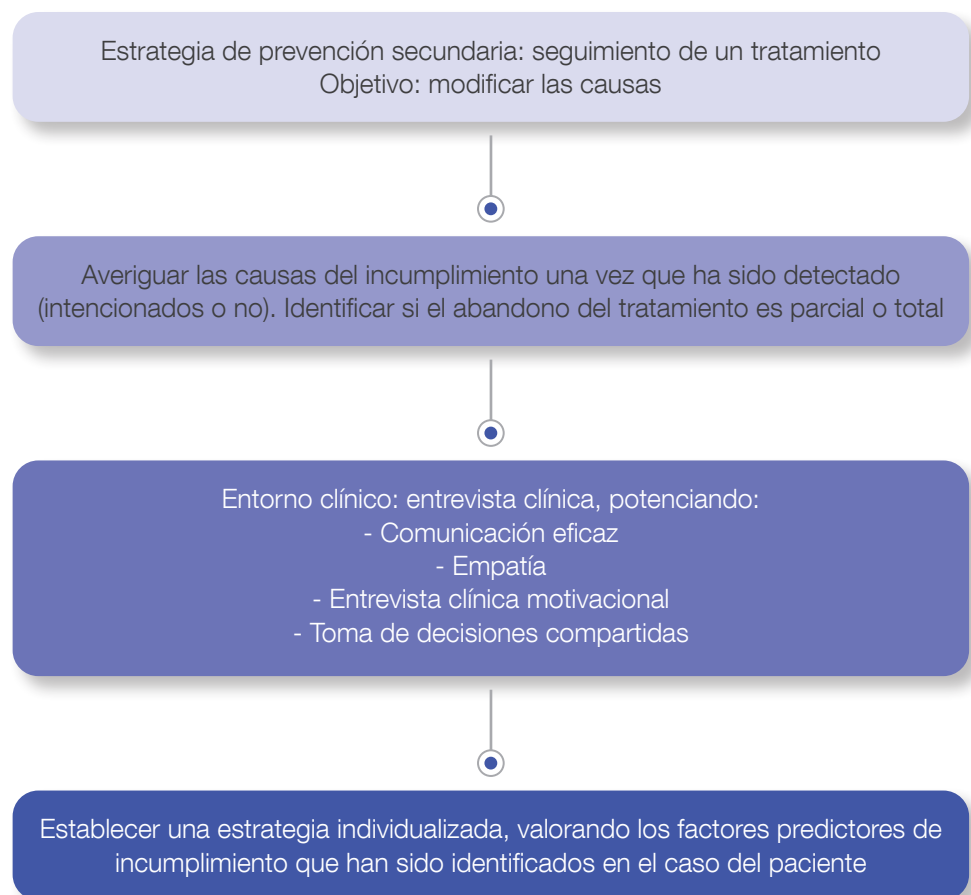 Estrategia de prevención secundaria: seguimiento de un tratamiento
Objetivo: modificar las causas
Averiguar las causas del incumplimiento una vez que ha sido detectado
(intencionados o no). Identificar si el abandono del tratamiento es parcial o total
Entorno clínico: entrevista clínica, potenciando:
- Comunicación eficaz
- Empatía
- Entrevista clínica motivacional
- Toma de decisiones compartidas
Establecer una estrategia individualizada, valorando los factores predictores de
incumplimiento que han sido identificados en el caso del paciente